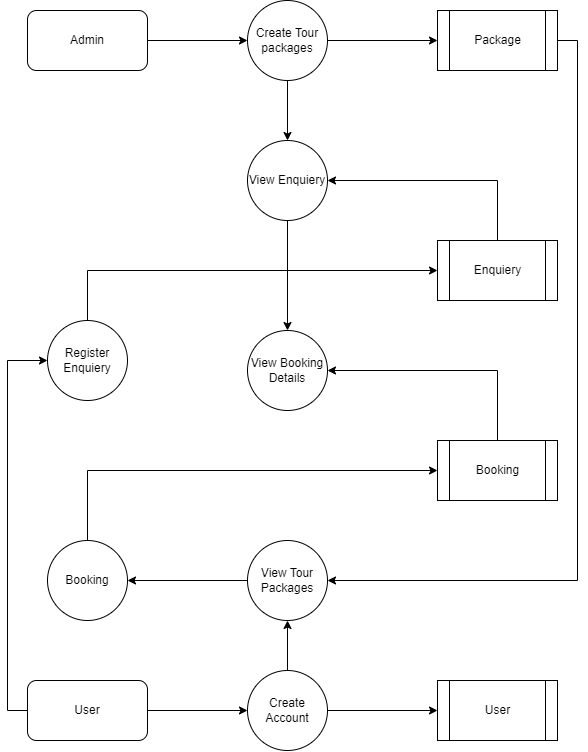 Admin
Create Tour
packages
Package
View Enquiery
Enquiery
Register
Enquiery
View Booking
Details
Booking
Booking
View Tour
Packages
User
Create
Account
User